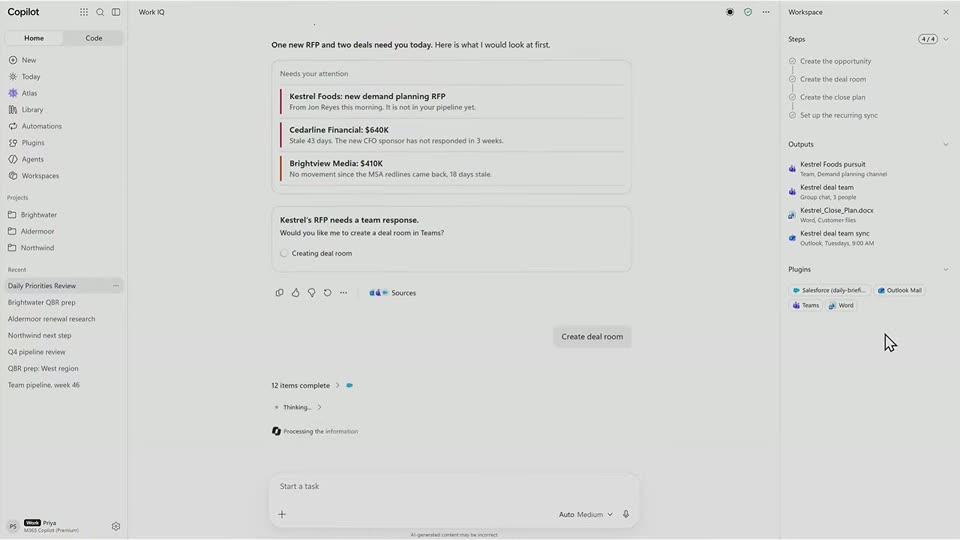 Copilot
Home Code
New
Today
Atlas
Library
Automations
Plugins
Agents
Workspaces
Projects
Brightwater
Aldermoor
Northwind
Recent
Daily Priorities Review
Brightwater QBR prep
Aldermoor renewal research
Northwind next step
Q4 pipeline review
QBR prep: West region
Team pipeline, week 46
PS
Work Priya
M365 Copilot (Premium)
Work IQ
One new RFP and two deals need you today. Here is what I would look at first.
Needs your attention
Kestrel Foods: new demand planning RFP
From Jon Reyes this morning. It is not in your pipeline yet.
Cedarline Financial: $640K
Stale 43 days. The new CFO sponsor has not responded in 3 weeks.
Brightview Media: $410K
No movement since the MSA redlines came back, 18 days stale.
Kestrel's RFP needs a team response.
Would you like me to create a deal room in Teams?
Creating deal room
Sources
Create deal room
12 items complete
Thinking...
Processing the information
Start a task
Auto Medium
AI-generated content may be incorrect
Workspace
Steps 4/4
Create the opportunity
Create the deal room
Create the close plan
Set up the recurring sync
Outputs
Kestrel Foods pursuit
Team, Demand planning channel
Kestrel deal team
Group chat, 3 people
Kestrel_Close_Plan.docx
Word, Customer files
Kestrel deal team sync
Outlook, Tuesdays, 9:00 AM
Plugins
Salesforce (daily-briefi... Outlook Mail
Teams Word